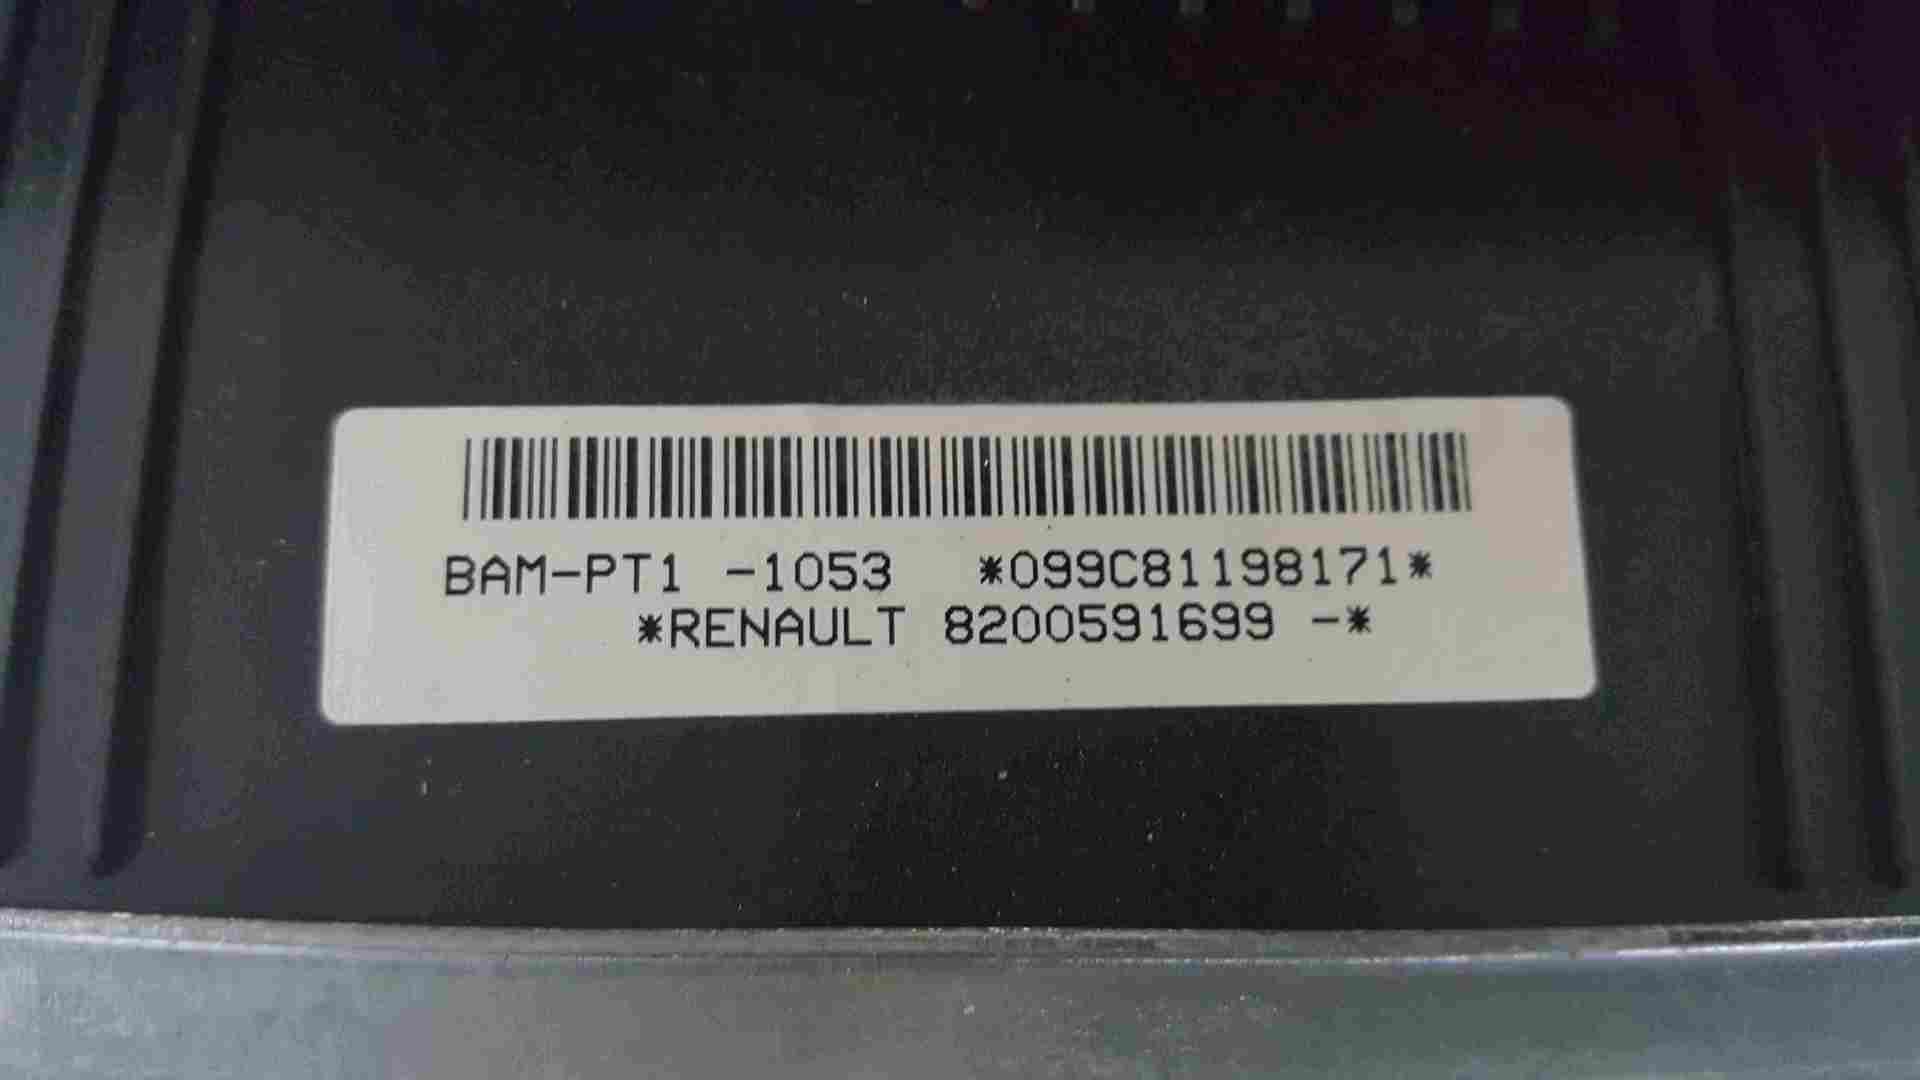 BAM-PT1 -1053 *099C81198171*
*RENAULT 8200591699 -*